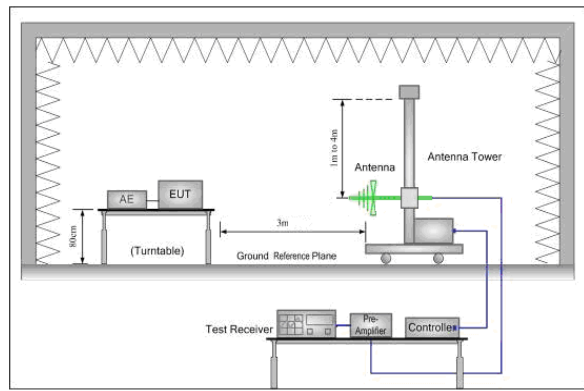 1m to 4m
Antenna
Antenna Tower
AE
EUT
80cm
(Turntable)
3m
Ground Reference Plane
Test Receiver
Pre-
Amplifier
Controller